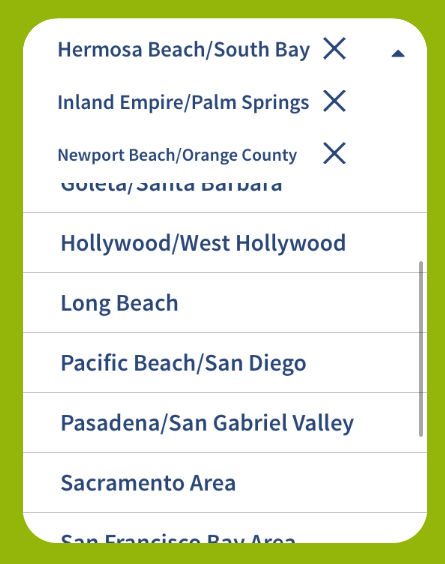 Hermosa Beach/South Bay
Inland Empire/Palm Springs
Newport Beach/Orange County
Goleta/Santa Barbara
Hollywood/West Hollywood
Long Beach
Pacific Beach/San Diego
Pasadena/San Gabriel Valley
Sacramento Area
San Francisco Bay Area